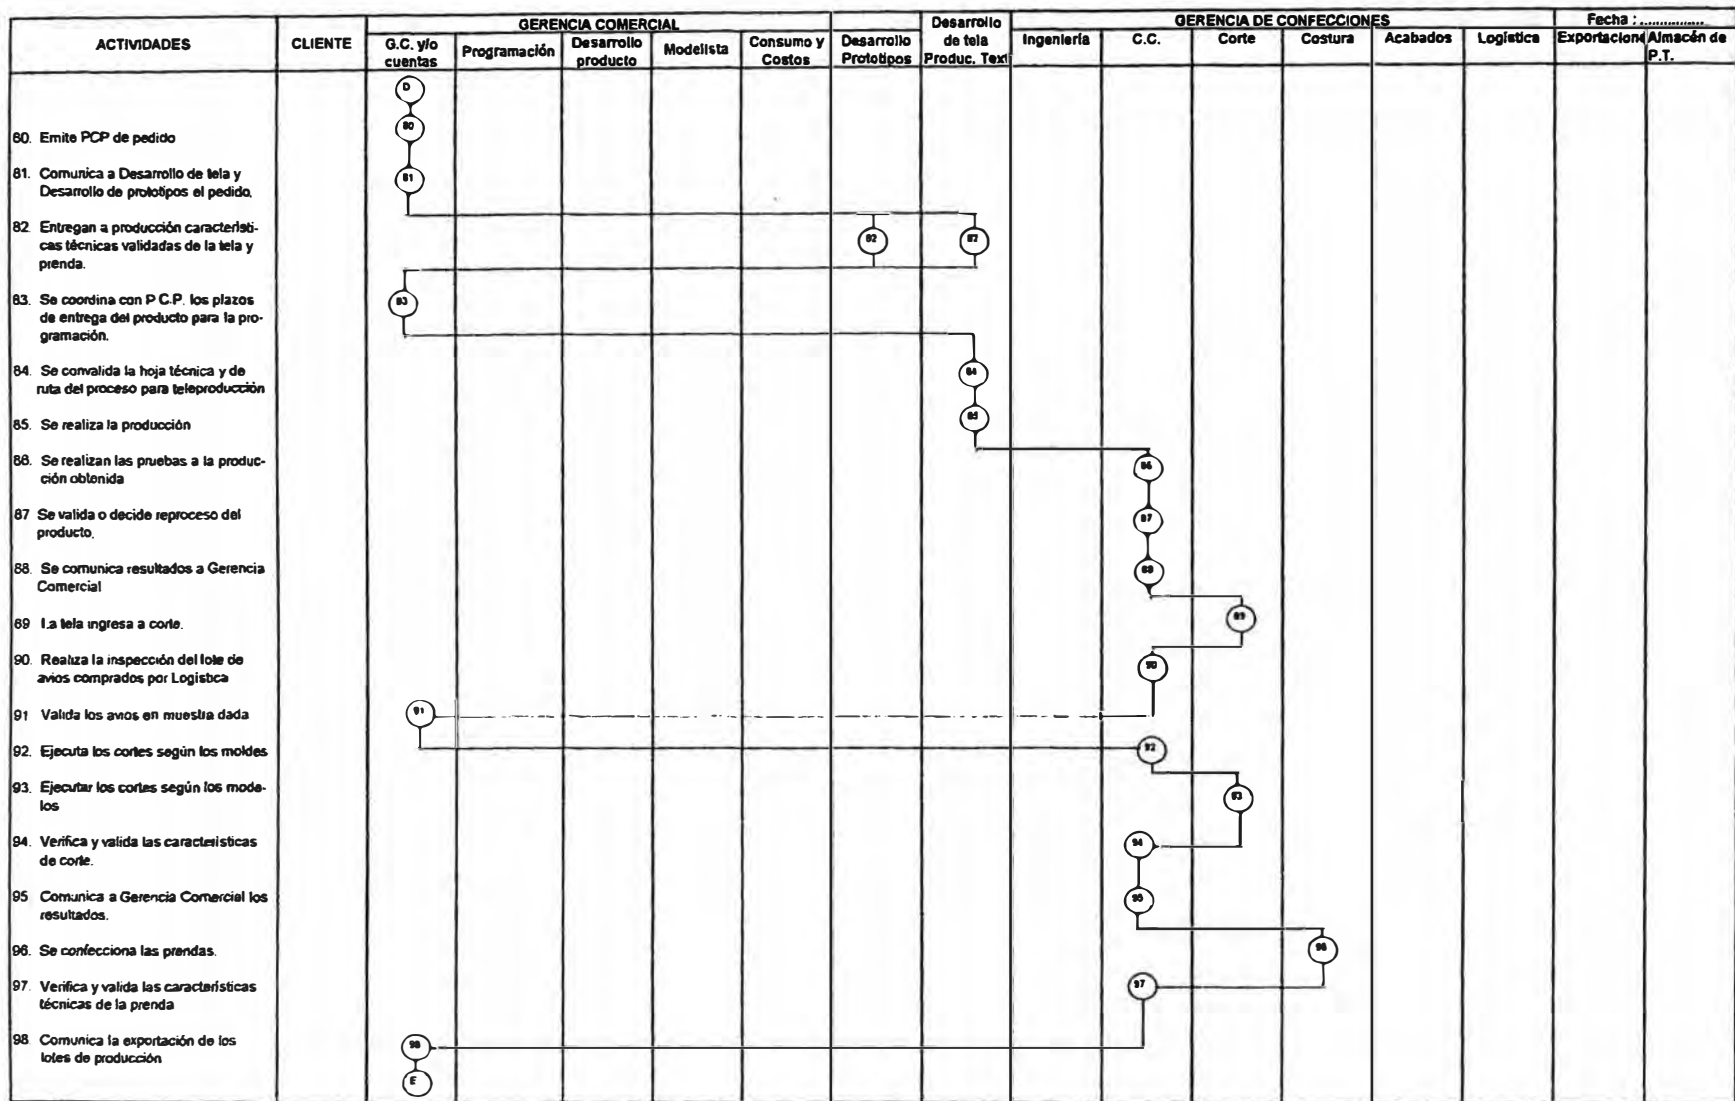 GERENCIA COMERCIAL
Desarrollo
de tela
Produc. Text
GERENCIA DE CONFECCIONES
Fecha : ................
ACTIVIDADES
CLIENTE
G.C. y/o
cuentas
Programación
Desarrollo
producto
Modelista
Consumo y
Costos
Desarrollo
Prototipos
Ingeniería
C.C.
Corte
Costura
Acabados
Logística
Exportacione
Almacén de
P.T.
D
80. Emite PCP de pedido
80
81. Comunica a Desarrollo de tela y
Desarrollo de prototipos el pedido.
81
82. Entregan a producción característi-
cas técnicas validadas de la tela y
prenda.
82
82
83. Se coordina con P.C.P. los plazos
de entrega del producto para la pro-
gramación.
83
84. Se convalida la hoja técnica y de
ruta del proceso para teleproducción
84
85. Se realiza la producción
85
86. Se realizan las pruebas a la produc-
ción obtenida
86
87 Se valida o decide reproceso del
producto.
87
88. Se comunica resultados a Gerencia
Comercial
88
89 La tela ingresa a corte.
89
90. Realiza la inspección del lote de
avios comprados por Logística
90
91 Valida los avios en muestra dada
91
92. Ejecuta los cortes según los moldes
92
93. Ejecutar los cortes según los mode-
los
93
94. Verifica y valida las características
de corte.
94
95 Comunica a Gerencia Comercial los
resultados.
95
96. Se confecciona las prendas.
96
97. Verifica y valida las características
técnicas de la prenda
97
98. Comunica la exportación de los
lotes de producción
98
E